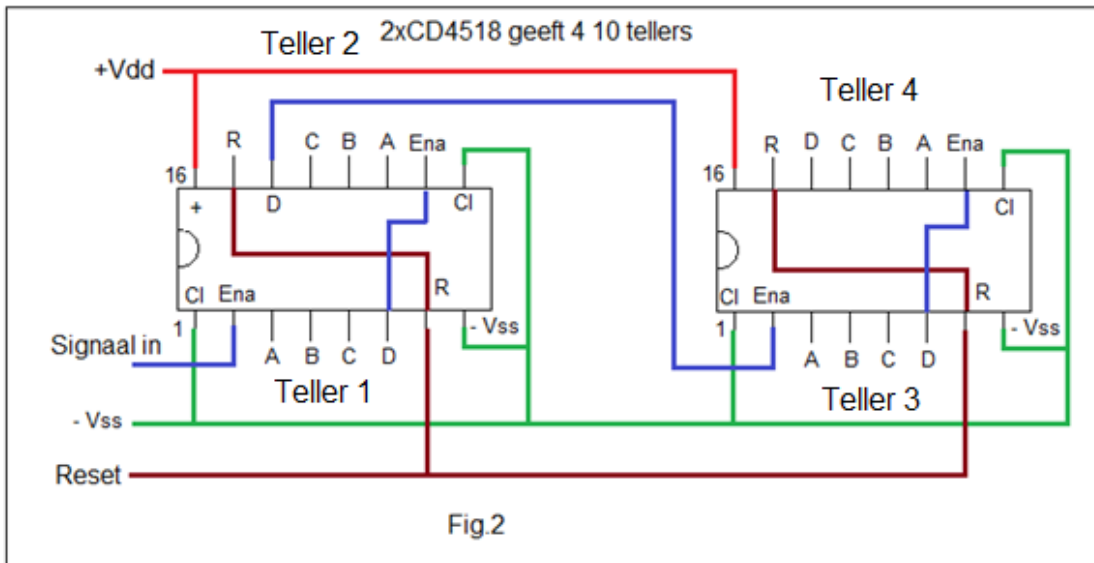 2xCD4518 geeft 4 10 tellers
Teller 2
+Vdd
Teller 4
R C B A Ena
R D C B A Ena
16
16
+ D Cl
Cl
Cl Ena R
Cl Ena R
1 - Vss
1 - Vss
Signaal in
A B C D
A B C D
Teller 1
Teller 3
- Vss
Reset
Fig.2